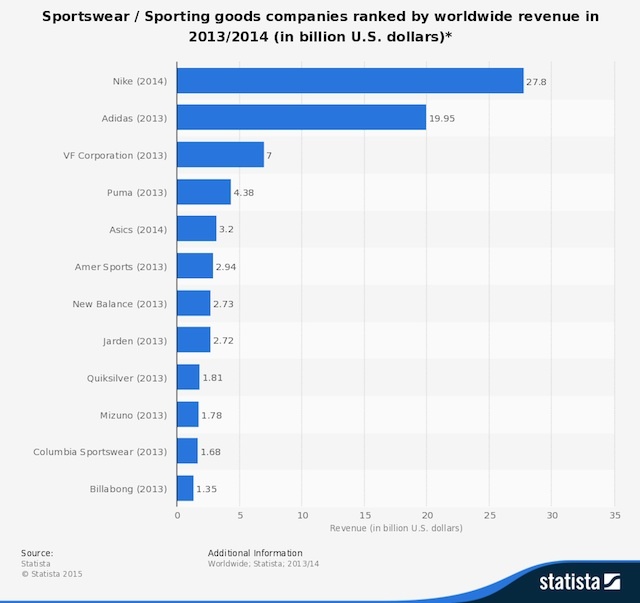 Sportswear / Sporting goods companies ranked by worldwide revenue in
2013/2014 (in billion U.S. dollars)*
Nike (2014) 27.8
Adidas (2013) 19.95
VF Corporation (2013) 7
Puma (2013) 4.38
Asics (2014) 3.2
Amer Sports (2013) 2.94
New Balance (2013) 2.73
Jarden (2013) 2.72
Quiksilver (2013) 1.81
Mizuno (2013) 1.78
Columbia Sportswear (2013) 1.68
Billabong (2013) 1.35
0 5 10 15 20 25 30 35
Revenue (in billion U.S. dollars)
Source: Additional Information
Statista Worldwide; Statista; 2013/14
© Statista 2015
statista